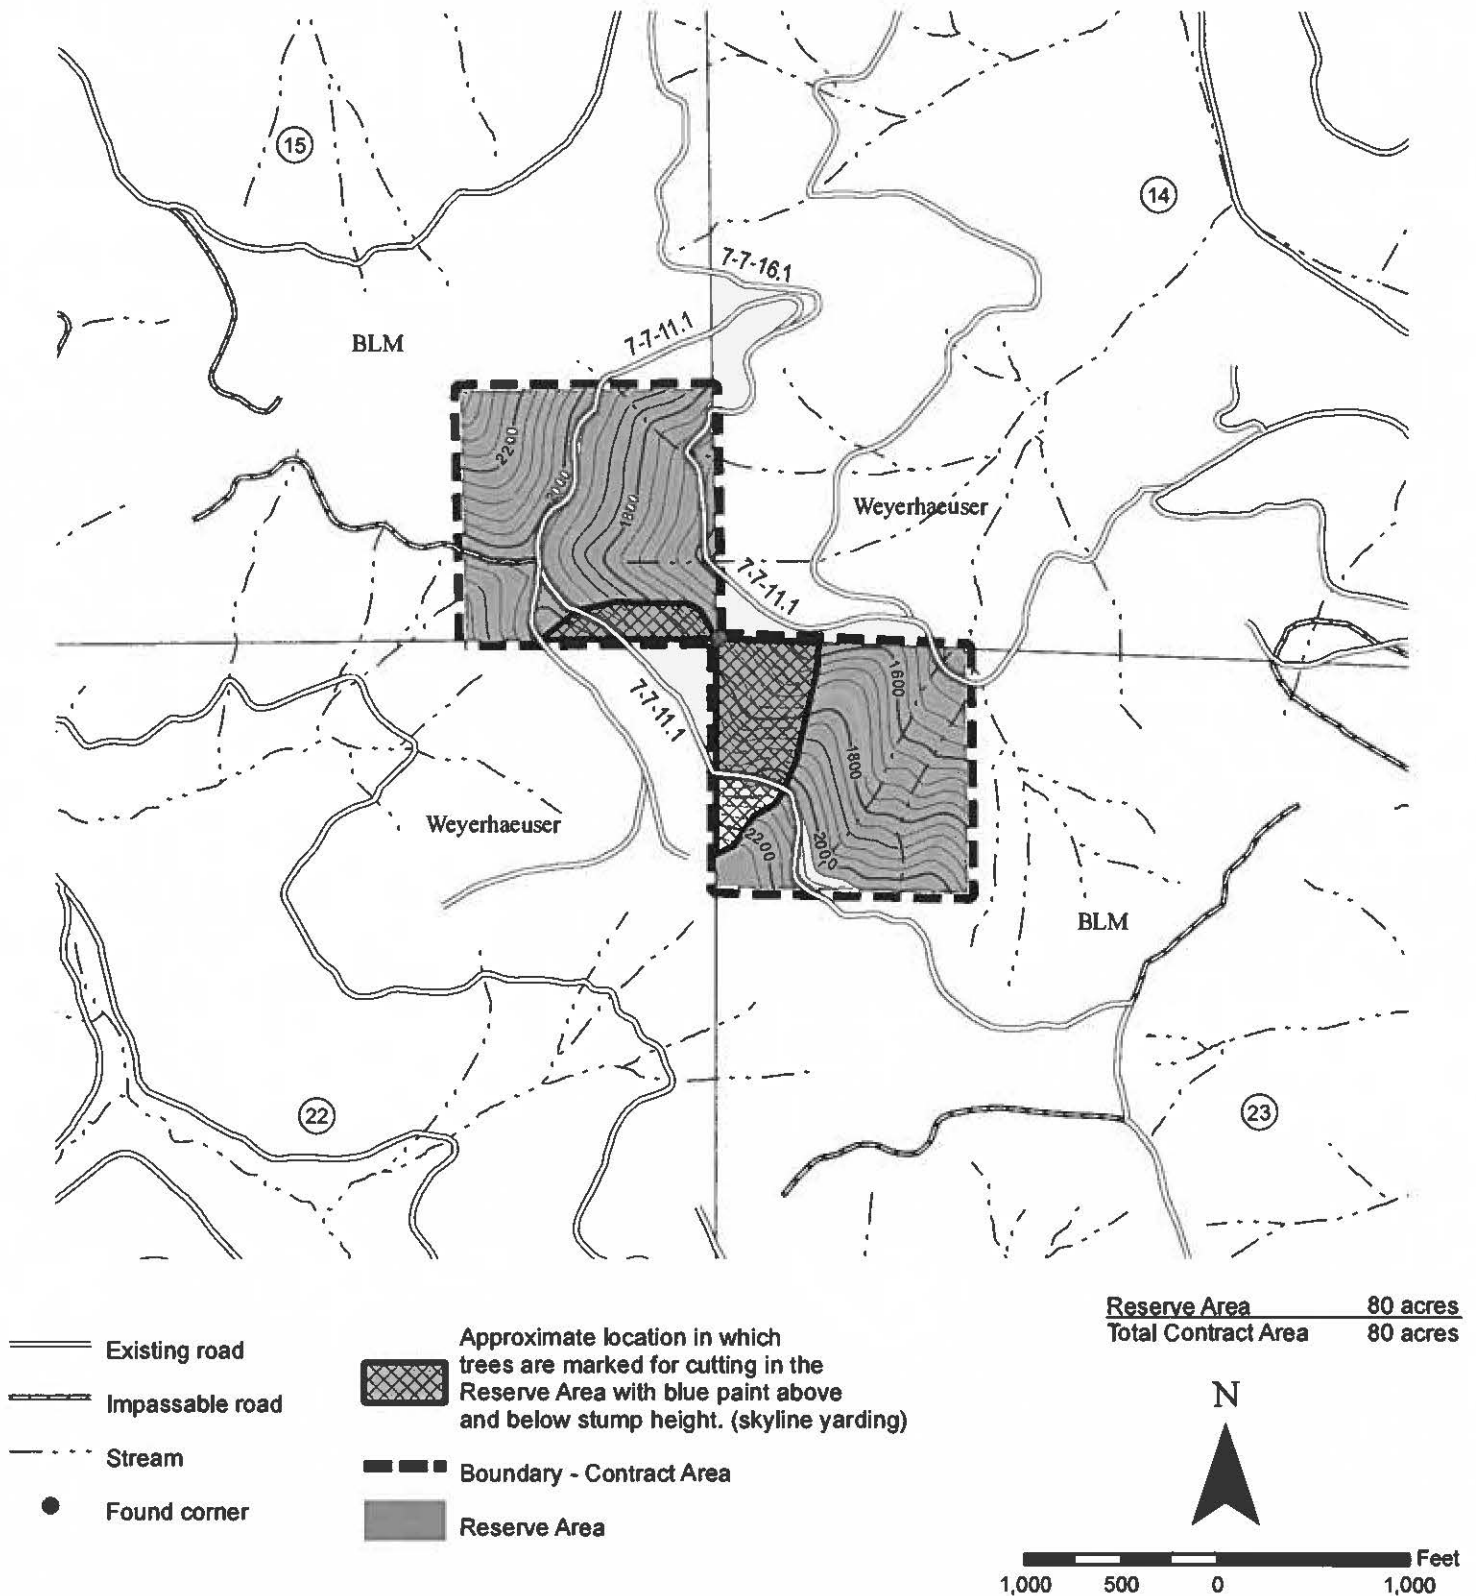 15
14
7-7-16.1
7-7-11.1
BLM
2200
2000
1800
Weyerhaeuser
7-7-11.1
7-7-11.1
1600
1800
Weyerhaeuser
2200
2000
BLM
22
23
Reserve Area 80 acres
Total Contract Area 80 acres
Existing road
Impassable road
Stream
Found corner
Approximate location in which
trees are marked for cutting in the
Reserve Area with blue paint above
and below stump height. (skyline yarding)
Boundary - Contract Area
Reserve Area
N
Feet
1,000 500 0 1,000